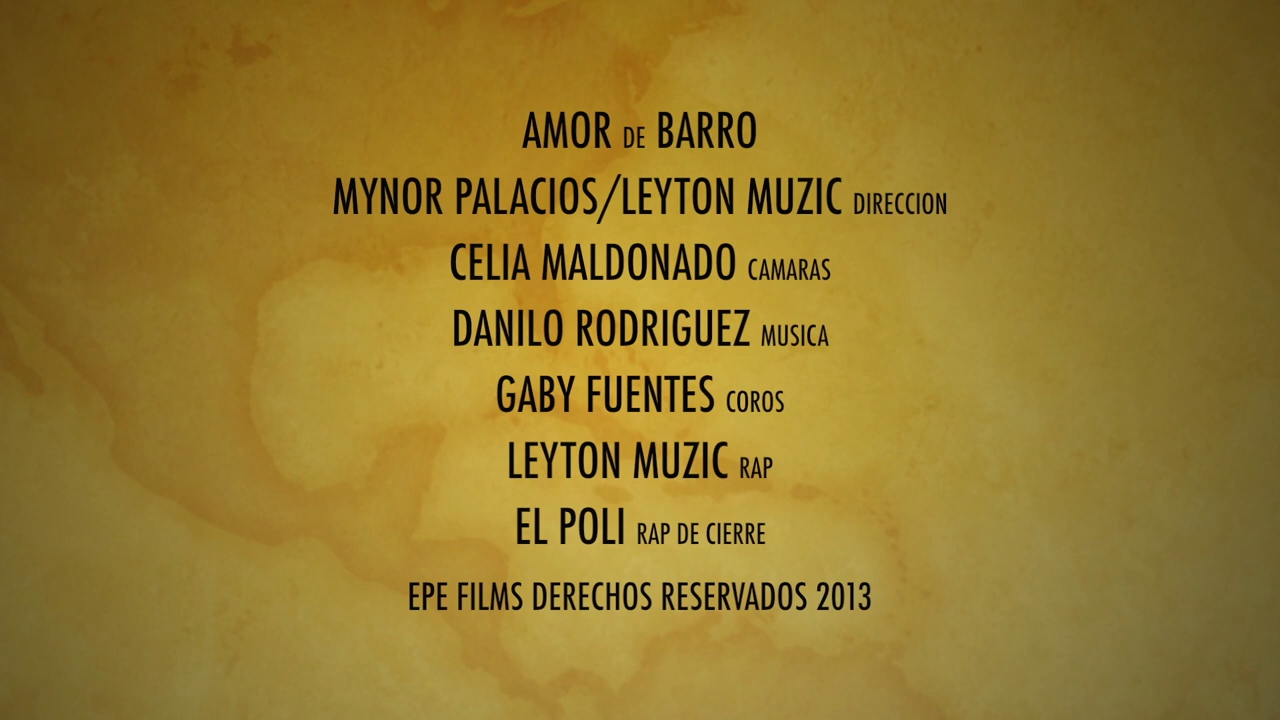 AMOR DE BARRO
MYNOR PALACIOS/LEYTON MUZIC DIRECCION
CELIA MALDONADO CAMARAS
DANILO RODRIGUEZ MUSICA
GABY FUENTES COROS
LEYTON MUZIC RAP
EL POLI RAP DE CIERRE
EPE FILMS DERECHOS RESERVADOS 2013